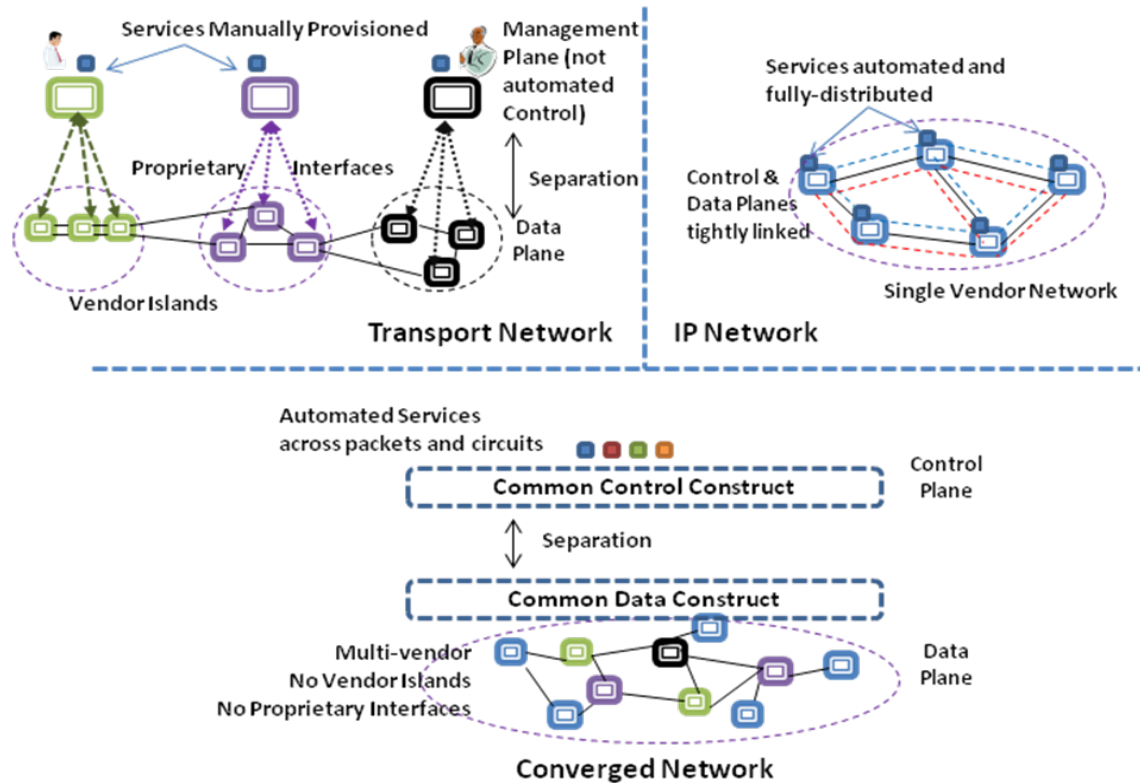 Services Manually Provisioned
Management
Plane (not
automated
Control)
Proprietary
Interfaces
Separation
Data
Plane
Vendor Islands
Transport Network
Services automated and
fully-distributed
Control &
Data Planes
tightly linked
Single Vendor Network
IP Network
Automated Services
across packets and circuits
Common Control Construct
Control
Plane
Separation
Common Data Construct
Multi-vendor
No Vendor Islands
No Proprietary Interfaces
Data
Plane
Converged Network